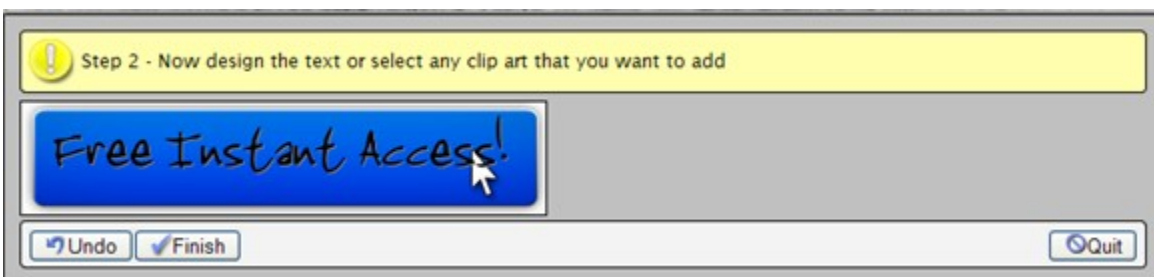 Step 2 - Now design the text or select any clip art that you want to add
Free Instant Access!
Undo Finish Quit